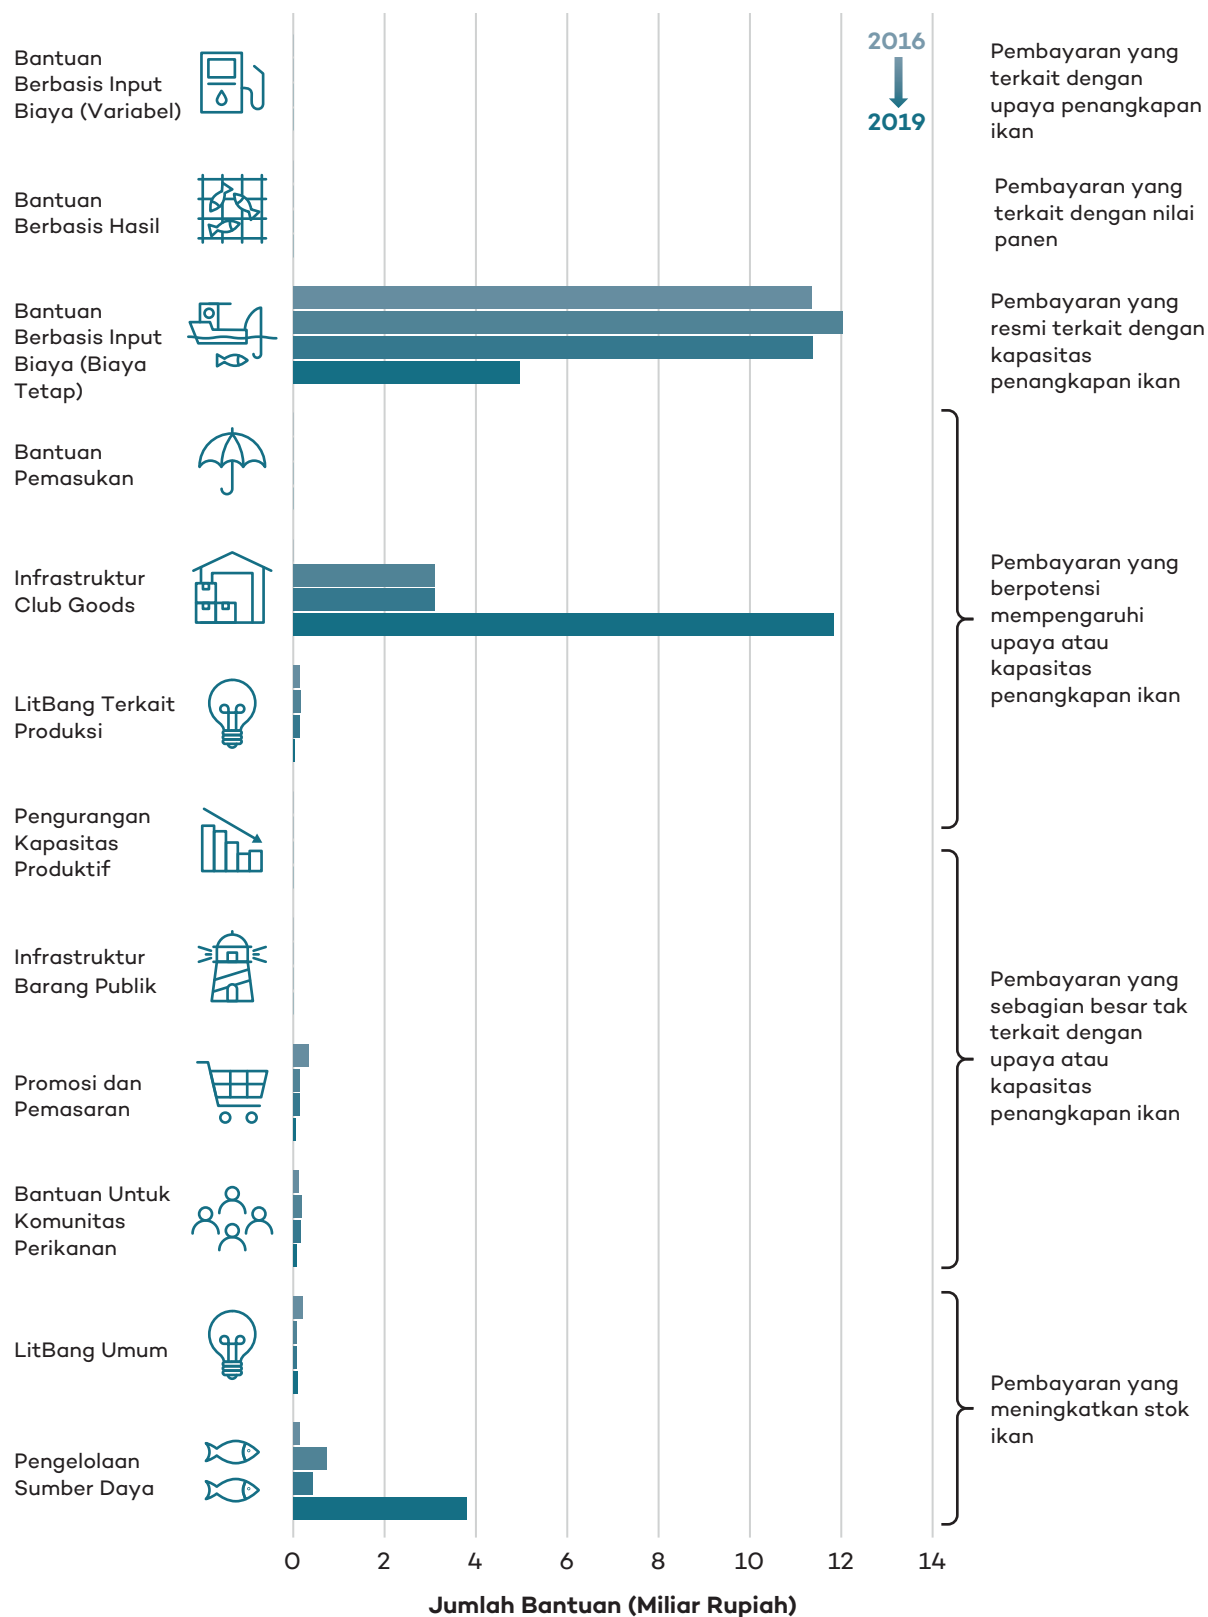 Bantuan
Berbasis Input
Biaya (Variabel)
2016
2019
Pembayaran yang
terkait dengan
upaya penangkapan
ikan
Bantuan
Berbasis Hasil
Pembayaran yang
terkait dengan nilai
panen
Bantuan
Berbasis Input
Biaya (Biaya
Tetap)
Pembayaran yang
resmi terkait dengan
kapasitas
penangkapan ikan
Bantuan
Pemasukan
Infrastruktur
Club Goods
LitBang Terkait
Produksi
Pembayaran yang
berpotensi
mempengaruhi
upaya atau
kapasitas
penangkapan ikan
Pengurangan
Kapasitas
Produktif
Infrastruktur
Barang Publik
Promosi dan
Pemasaran
Bantuan Untuk
Komunitas
Perikanan
Pembayaran yang
sebagian besar tak
terkait dengan
upaya atau
kapasitas
penangkapan ikan
LitBang Umum
Pengelolaan
Sumber Daya
Pembayaran yang
meningkatkan stok
ikan
0 2 4 6 8 10 12 14
Jumlah Bantuan (Miliar Rupiah)